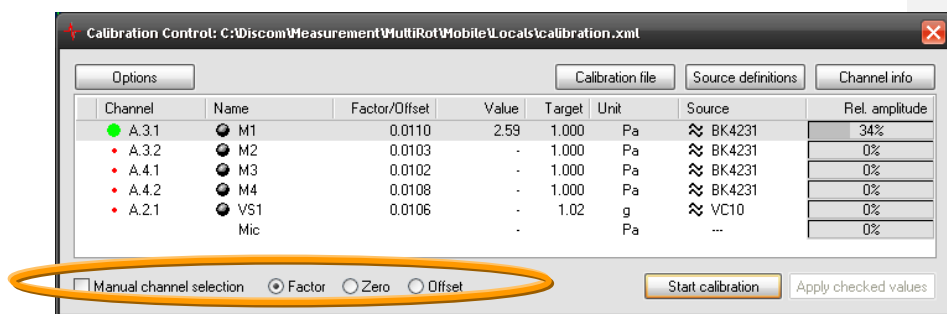 Calibration Control: C:\Discom\Measurement\MuttiRot\Mobile\Locals\calibration.xml
Options Calibration file Source definitions Channel info
Channel Name Factor/Offset Value Target Unit Source Rel. amplitude
A.3.1 M1 0.0110 2.59 1.000 Pa BK4231 34%
A.3.2 M2 0.0103 - 1.000 Pa BK4231 0%
A.4.1 M3 0.0102 - 1.000 Pa BK4231 0%
A.4.2 M4 0.0108 - 1.000 Pa BK4231 0%
A.2.1 VS1 0.0106 - 1.02 g VC10 0%
Mic - Pa --- 0%
Manual channel selection Factor Zero Offset Start calibration Apply checked values